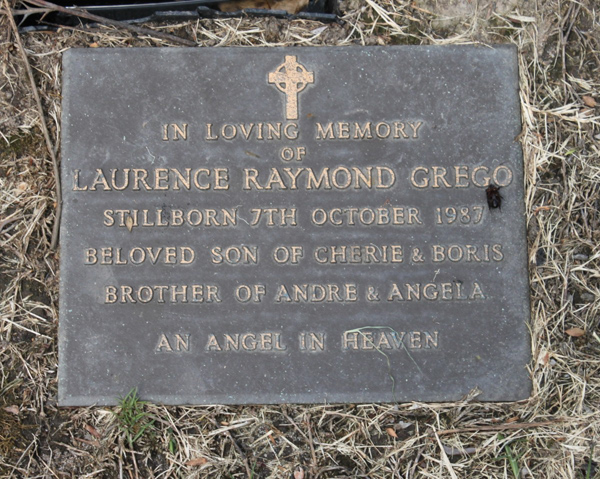 IN LOVING MEMORY
OF
LAURENCE RAYMOND GREGO
STILLBORN 7TH OCTOBER 1987
BELOVED SON OF CHERIE & BORIS
BROTHER OF ANDRE & ANGELA
AN ANGEL IN HEAVEN